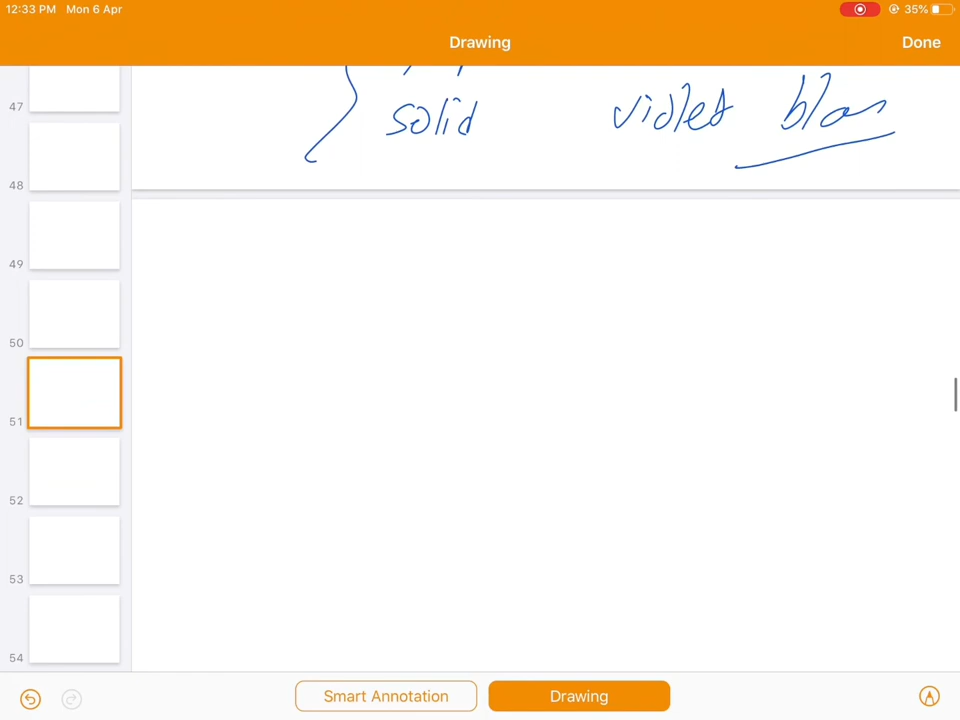 12:33 PM Mon 6 Apr
35%
Drawing
Done
solid violet
47
48
49
50
51
52
53
54
Smart Annotation
Drawing